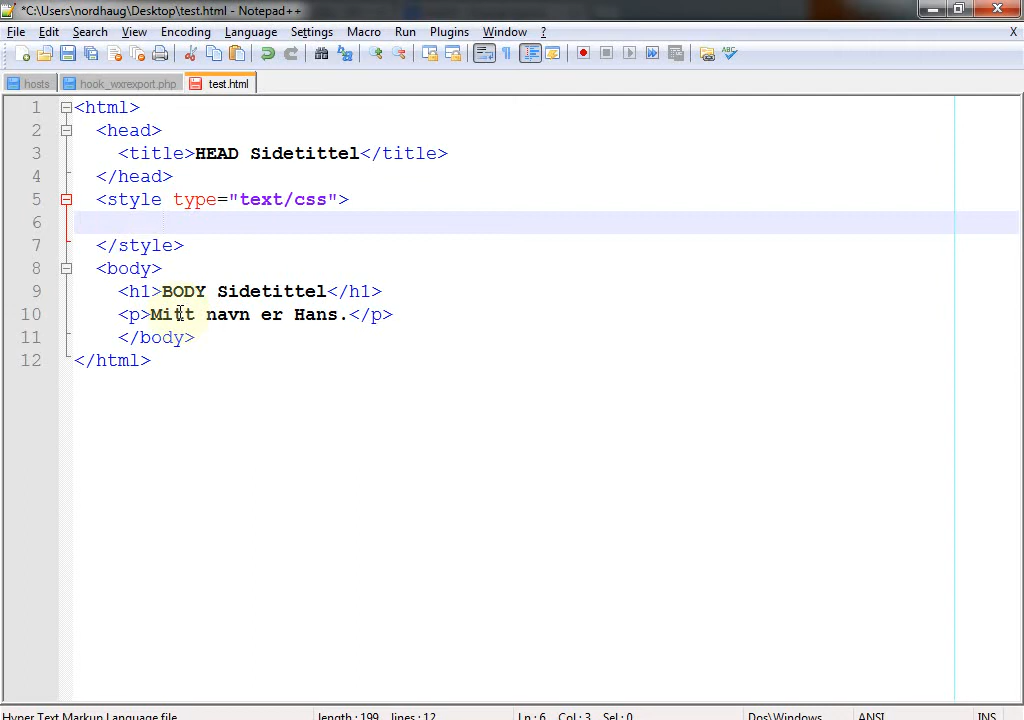 *C:\Users\nordhaug\Desktop\test.html - Notepad++
File Edit Search View Encoding Language Settings Macro Run Plugins Window ? X
hosts hook_wxrexport.php test.html
1 <html>
2 <head>
3 <title>HEAD Sidetittel</title>
4 </head>
5 <style type="text/css">
6
7 </style>
8 <body>
9 <h1>BODY Sidetittel</h1>
10 <p>Mitt navn er Hans.</p>
11 </body>
12 </html>
Hyper Text Markup Language file length : 199 lines : 12 Ln : 6 Col : 3 Sel : 0 Dos\Windows ANSI INS